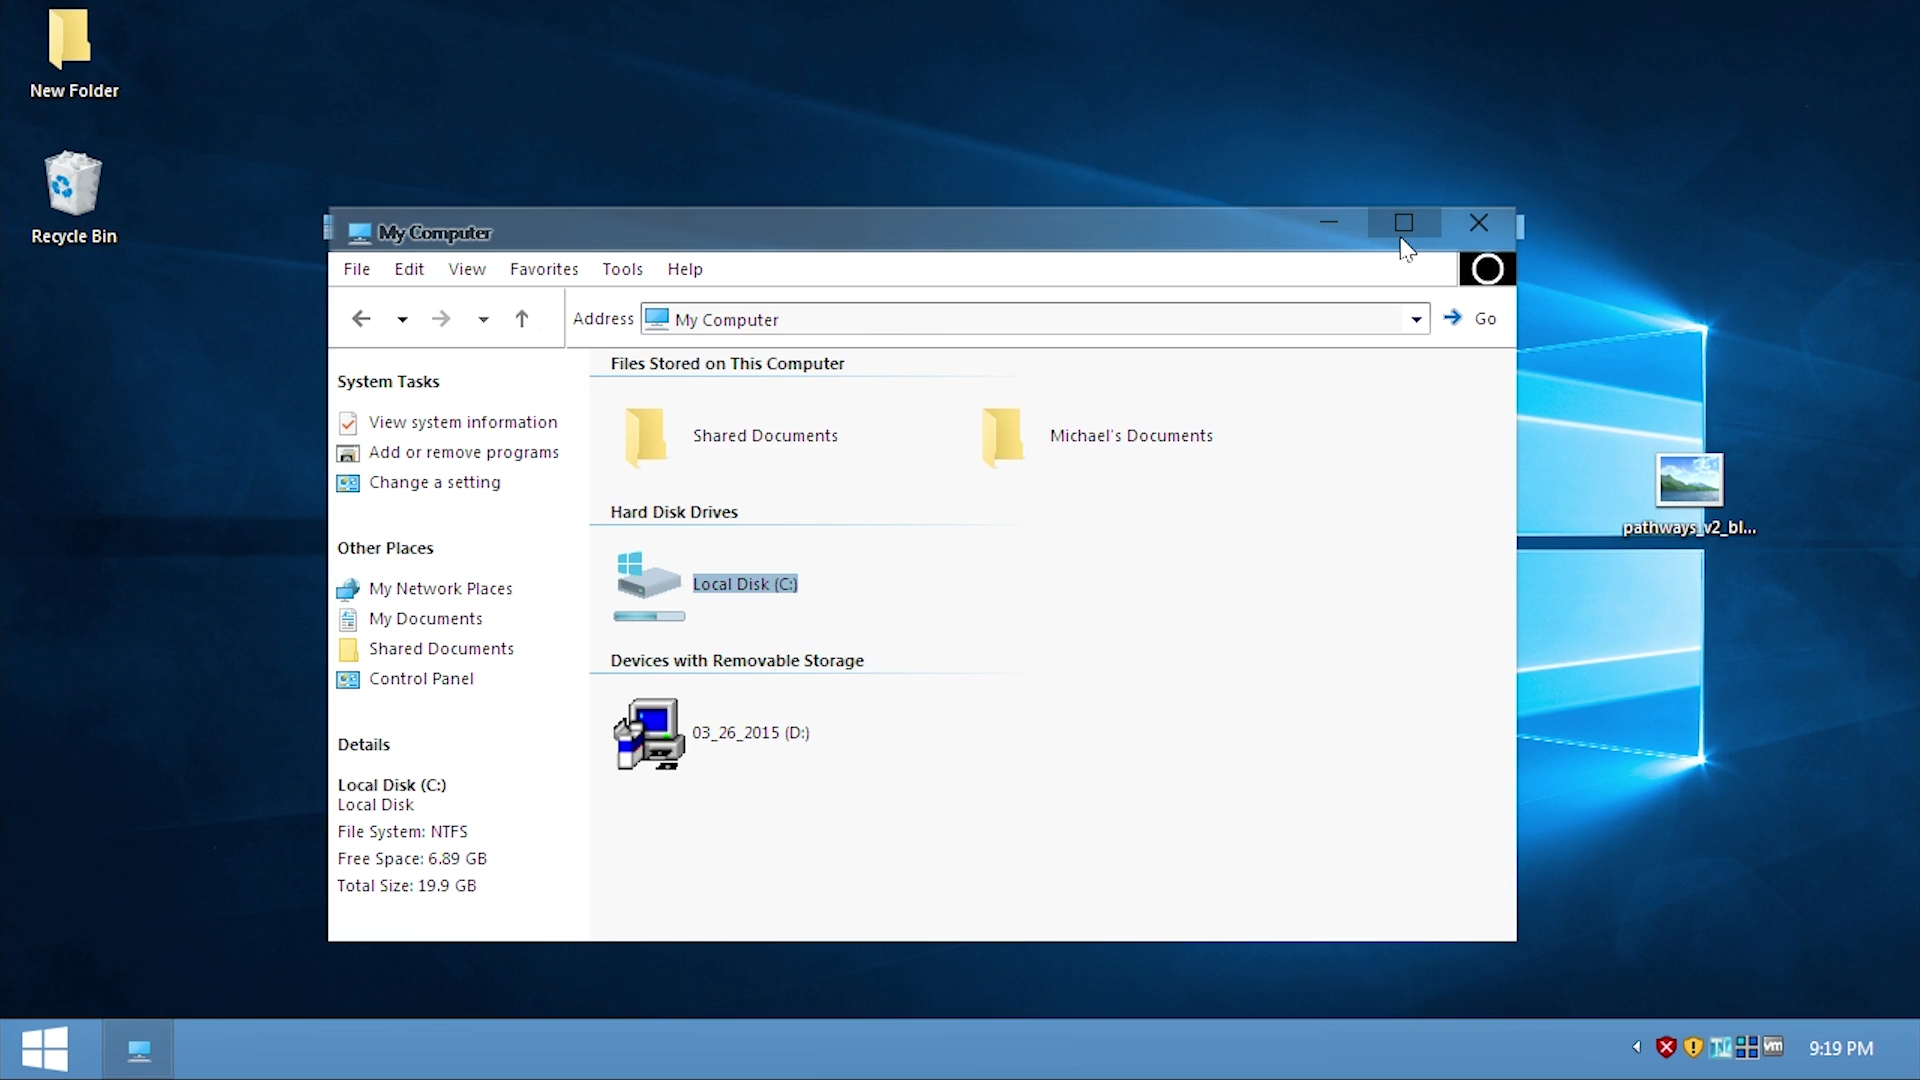 New Folder
Recycle Bin
My Computer
File Edit View Favorites Tools Help
Address My Computer Go
System Tasks
View system information
Add or remove programs
Change a setting
Other Places
My Network Places
My Documents
Shared Documents
Control Panel
Details
Local Disk (C:)
Local Disk
File System: NTFS
Free Space: 6.89 GB
Total Size: 19.9 GB
Files Stored on This Computer
Shared Documents
Michael's Documents
Hard Disk Drives
Local Disk (C:)
Devices with Removable Storage
03_26_2015 (D:)
pathways_v2_bl...
vm
9:19 PM